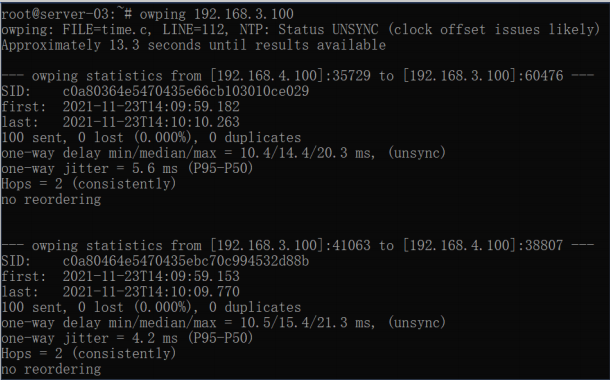 root@server-03:~# owping 192.168.3.100
owping: FILE=time.c, LINE=112, NTP: Status UNSYNC (clock offset issues likely)
Approximately 13.3 seconds until results available
--- owping statistics from [192.168.4.100]:35729 to [192.168.3.100]:60476 ---
SID:    c0a80364e5470435e66cb103010ce029
first:  2021-11-23T14:09:59.182
last:   2021-11-23T14:10:10.263
100 sent, 0 lost (0.000%), 0 duplicates
one-way delay min/median/max = 10.4/14.4/20.3 ms, (unsync)
one-way jitter = 5.6 ms (P95-P50)
Hops = 2 (consistently)
no reordering
--- owping statistics from [192.168.3.100]:41063 to [192.168.4.100]:38807 ---
SID:    c0a80464e5470435ebc70c994532d88b
first:  2021-11-23T14:09:59.153
last:   2021-11-23T14:10:09.770
100 sent, 0 lost (0.000%), 0 duplicates
one-way delay min/median/max = 10.5/15.4/21.3 ms, (unsync)
one-way jitter = 4.2 ms (P95-P50)
Hops = 2 (consistently)
no reordering